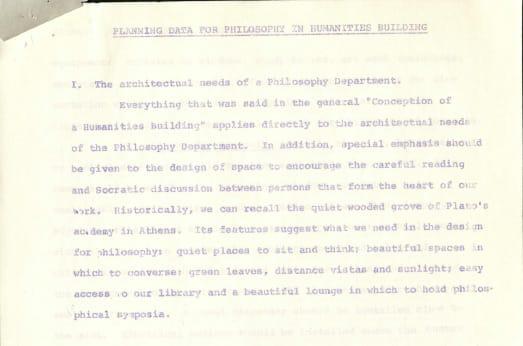 PLANNING DATA FOR PHILOSOPHY IN HUMANITIES BUILDING
I. The architectural needs of a Philosophy Department.
Everything that was said in the general "Conception of
a Humanities Building" applies directly to the architectural needs
of the Philosophy Department. In addition, special emphasis should
be given to the design of space to encourage the careful reading
and Socratic discussion between persons that form the heart of our
work. Historically, we can recall the quiet wooded grove of Plato's
academy in Athens. Its features suggest what we need in the design
for philosophy: quiet places to sit and think; beautiful spaces in
which to converse; green leaves, distance vistas and sunlight; easy
access to our library and a beautiful lounge in which to hold philos-
phical symposia.